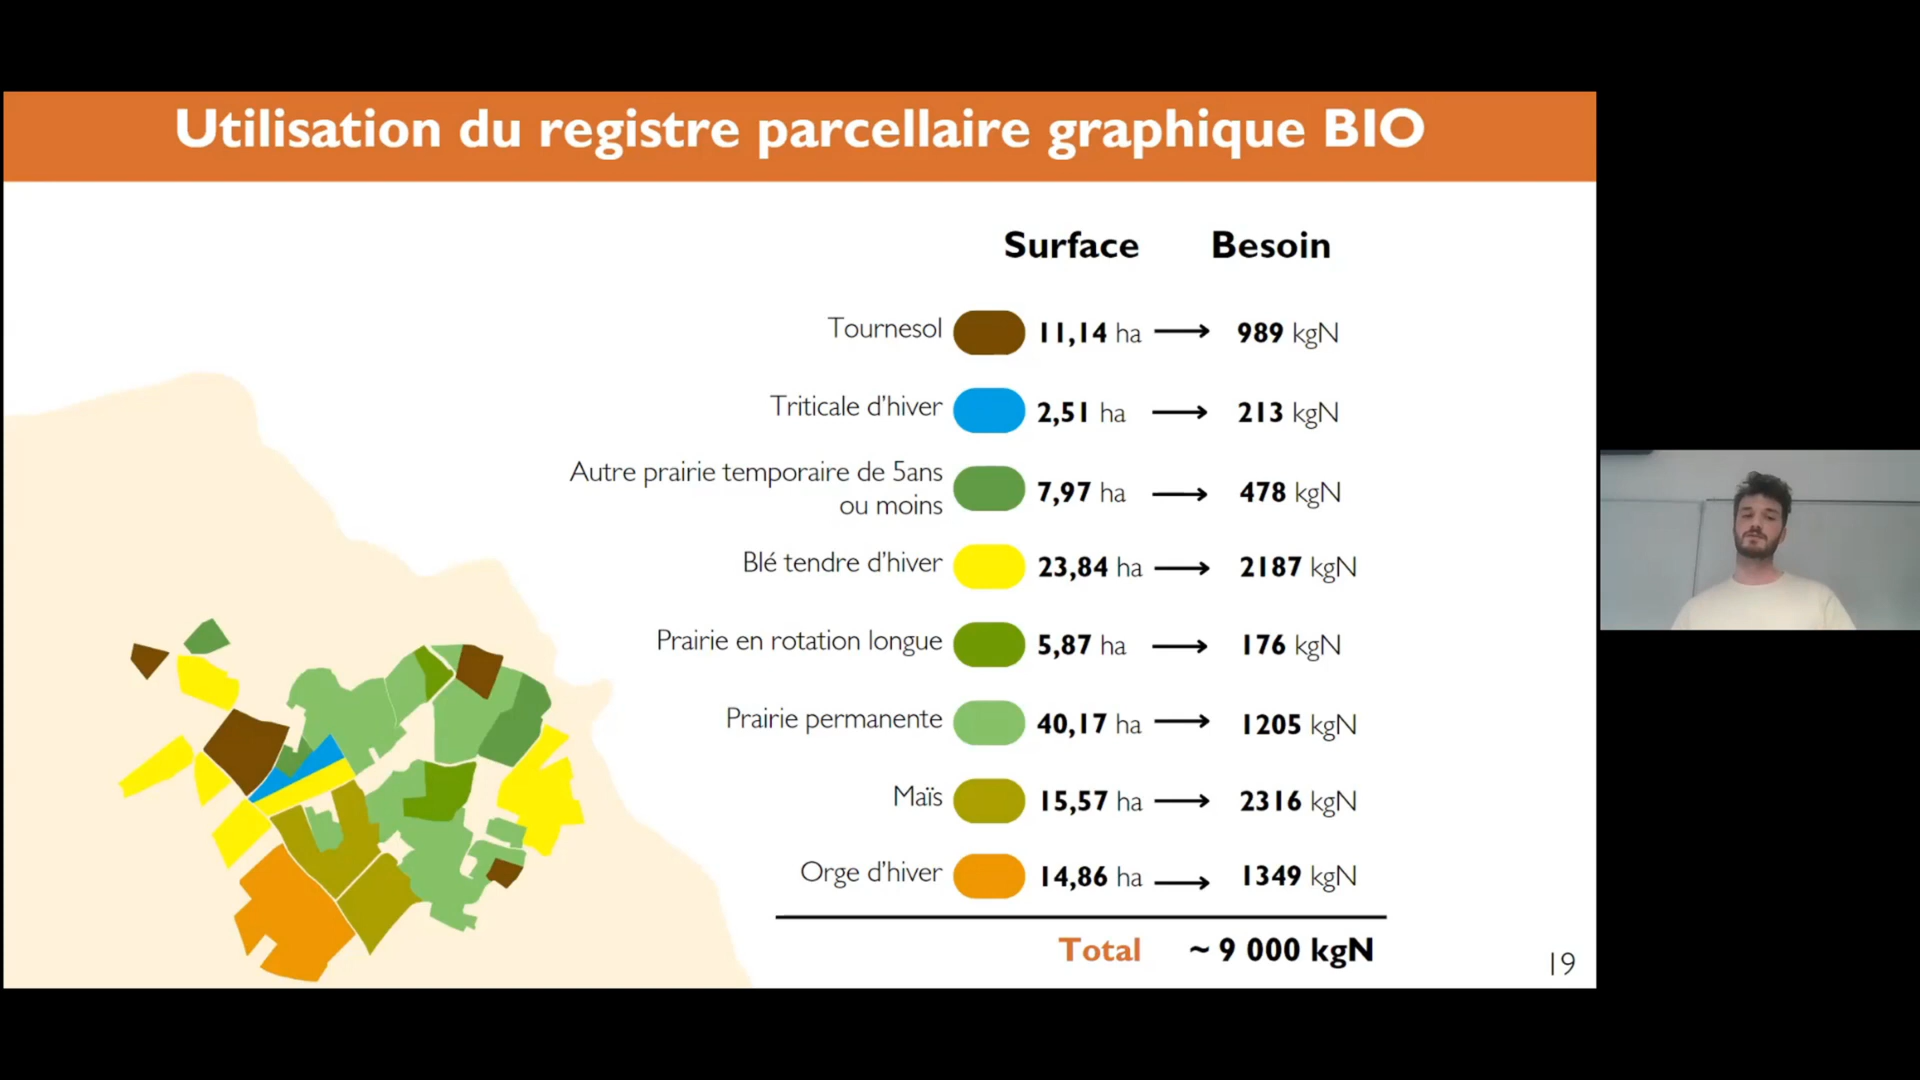 Utilisation du registre parcellaire graphique BIO
Surface Besoin
Tournesol 11,14 ha → 989 kgN
Triticale d'hiver 2,51 ha → 213 kgN
Autre prairie temporaire de 5ans
ou moins 7,97 ha → 478 kgN
Blé tendre d'hiver 23,84 ha → 2187 kgN
Prairie en rotation longue 5,87 ha → 176 kgN
Prairie permanente 40,17 ha → 1205 kgN
Maïs 15,57 ha → 2316 kgN
Orge d'hiver 14,86 ha → 1349 kgN
Total ~ 9 000 kgN
19